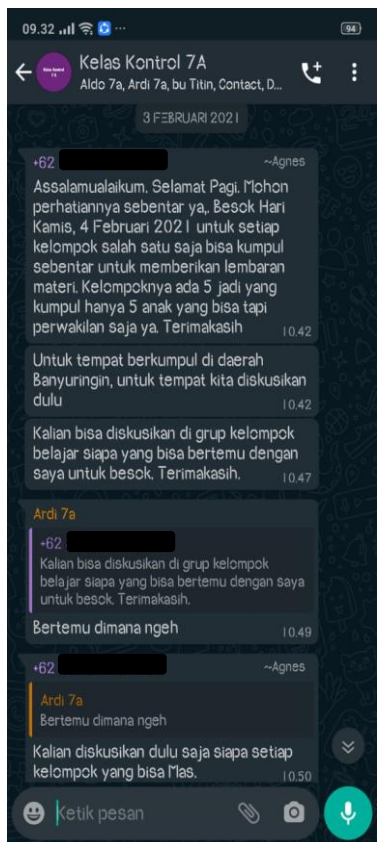 09.32
94
Kelas Kontrol 7A
Aldo 7a, Ardi 7a, bu Titin, Contact, D...
3 FEBRUARI 2021
+62
~Agnes
Assalamualaikum. Selamat Pagi. Mohon
perhatiannya sebentar ya,. Besok Hari
Kamis, 4 Februari 2021 untuk setiap
kelompok salah satu saja bisa kumpul
sebentar untuk memberikan lembaran
materi. Kelompoknya ada 5 jadi yang
kumpul hanya 5 anak yang bisa tapi
perwakilan saja ya. Terimakasih
10.42
Untuk tempat berkumpul di daerah
Banyuringin, untuk tempat kita diskusikan
dulu
10.42
Kalian bisa diskusikan di grup kelompok
belajar siapa yang bisa bertemu dengan
saya untuk besok. Terimakasih.
10.47
Ardi 7a
+62
Kalian bisa diskusikan di grup kelompok
belajar siapa yang bisa bertemu dengan saya
untuk besok. Terimakasih.
Bertemu dimana ngeh
10.49
+62
~Agnes
Ardi 7a
Bertemu dimana ngeh
Kalian diskusikan dulu saja siapa setiap
kelompok yang bisa Mas.
10.50
Ketik pesan